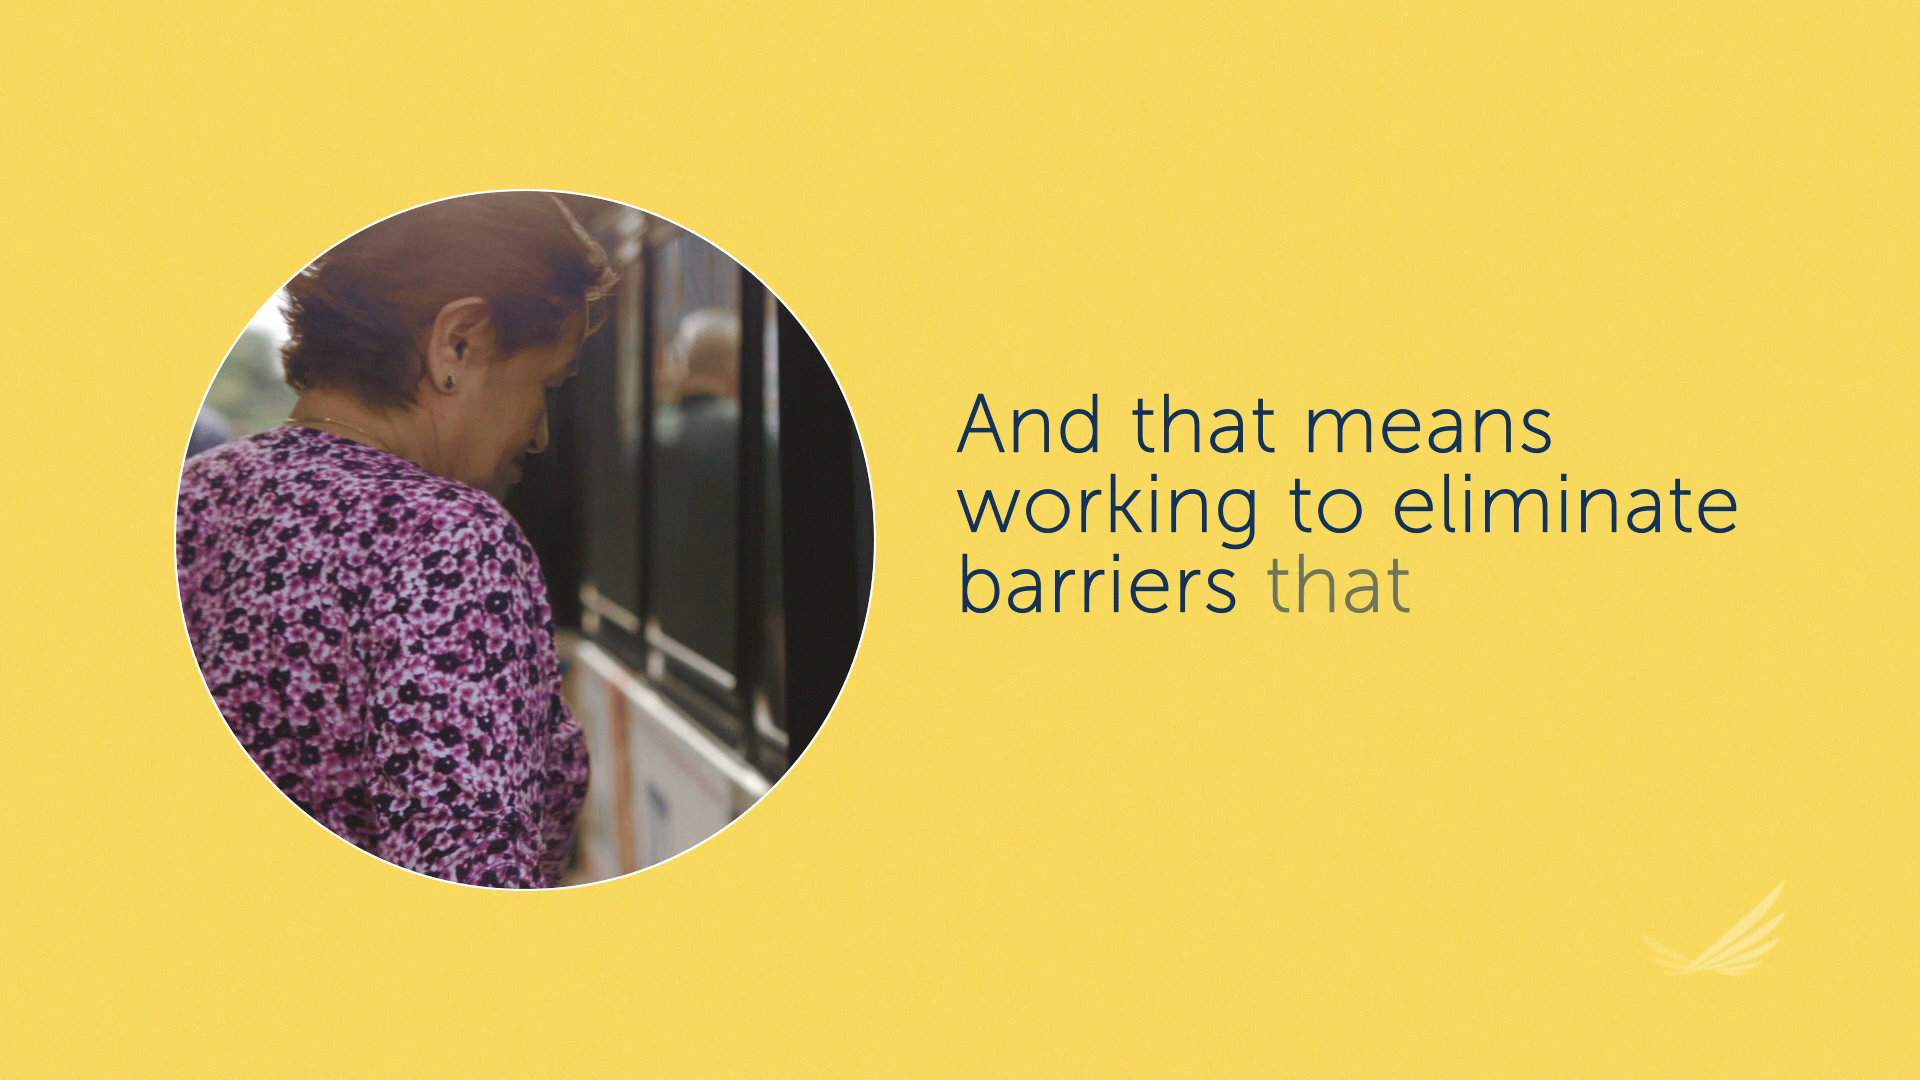 And that means
working to eliminate
barriers that